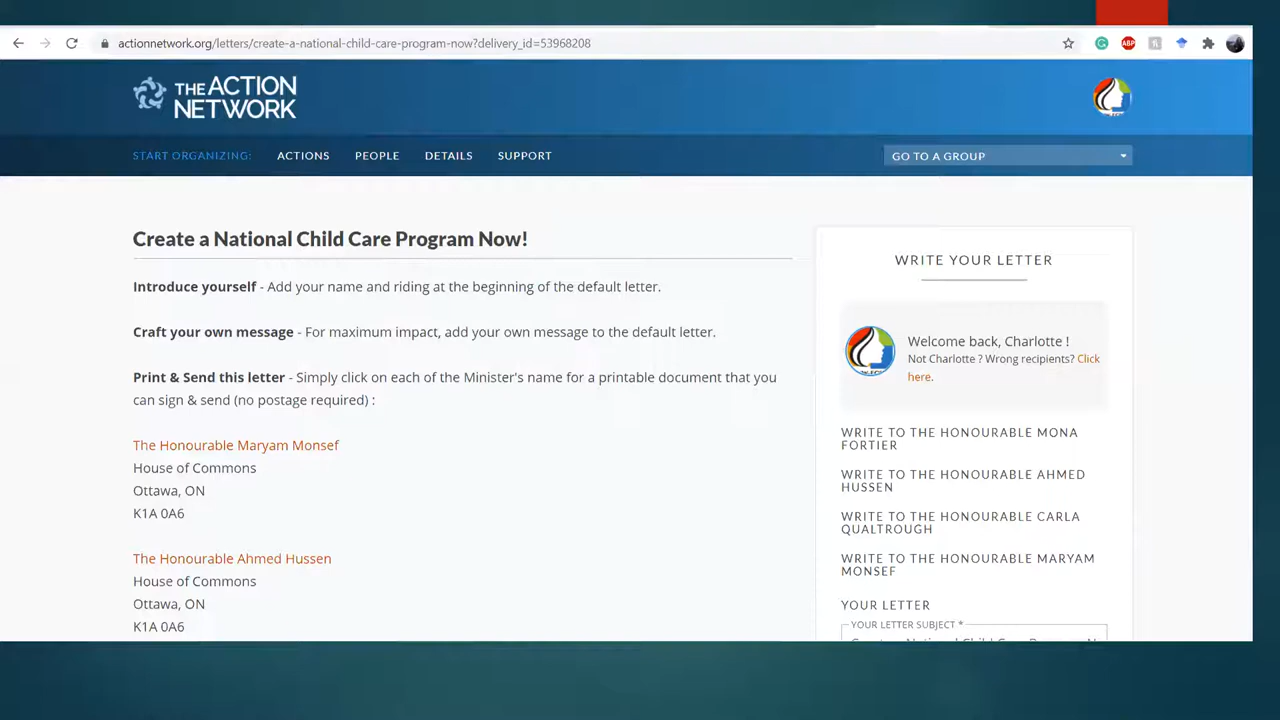 actionnetwork.org/letters/create-a-national-child-care-program-now?delivery_id=53968208
ABP
THE ACTION
NETWORK
START ORGANIZING: ACTIONS PEOPLE DETAILS SUPPORT GO TO A GROUP
Create a National Child Care Program Now!
Introduce yourself - Add your name and riding at the beginning of the default letter.
Craft your own message - For maximum impact, add your own message to the default letter.
Print & Send this letter - Simply click on each of the Minister's name for a printable document that you
can sign & send (no postage required) :
The Honourable Maryam Monsef
House of Commons
Ottawa, ON
K1A 0A6
The Honourable Ahmed Hussen
House of Commons
Ottawa, ON
K1A 0A6
WRITE YOUR LETTER
Welcome back, Charlotte !
Not Charlotte ? Wrong recipients? Click
here.
WRITE TO THE HONOURABLE MONA
FORTIER
WRITE TO THE HONOURABLE AHMED
HUSSEN
WRITE TO THE HONOURABLE CARLA
QUALTROUGH
WRITE TO THE HONOURABLE MARYAM
MONSEF
YOUR LETTER
YOUR LETTER SUBJECT *